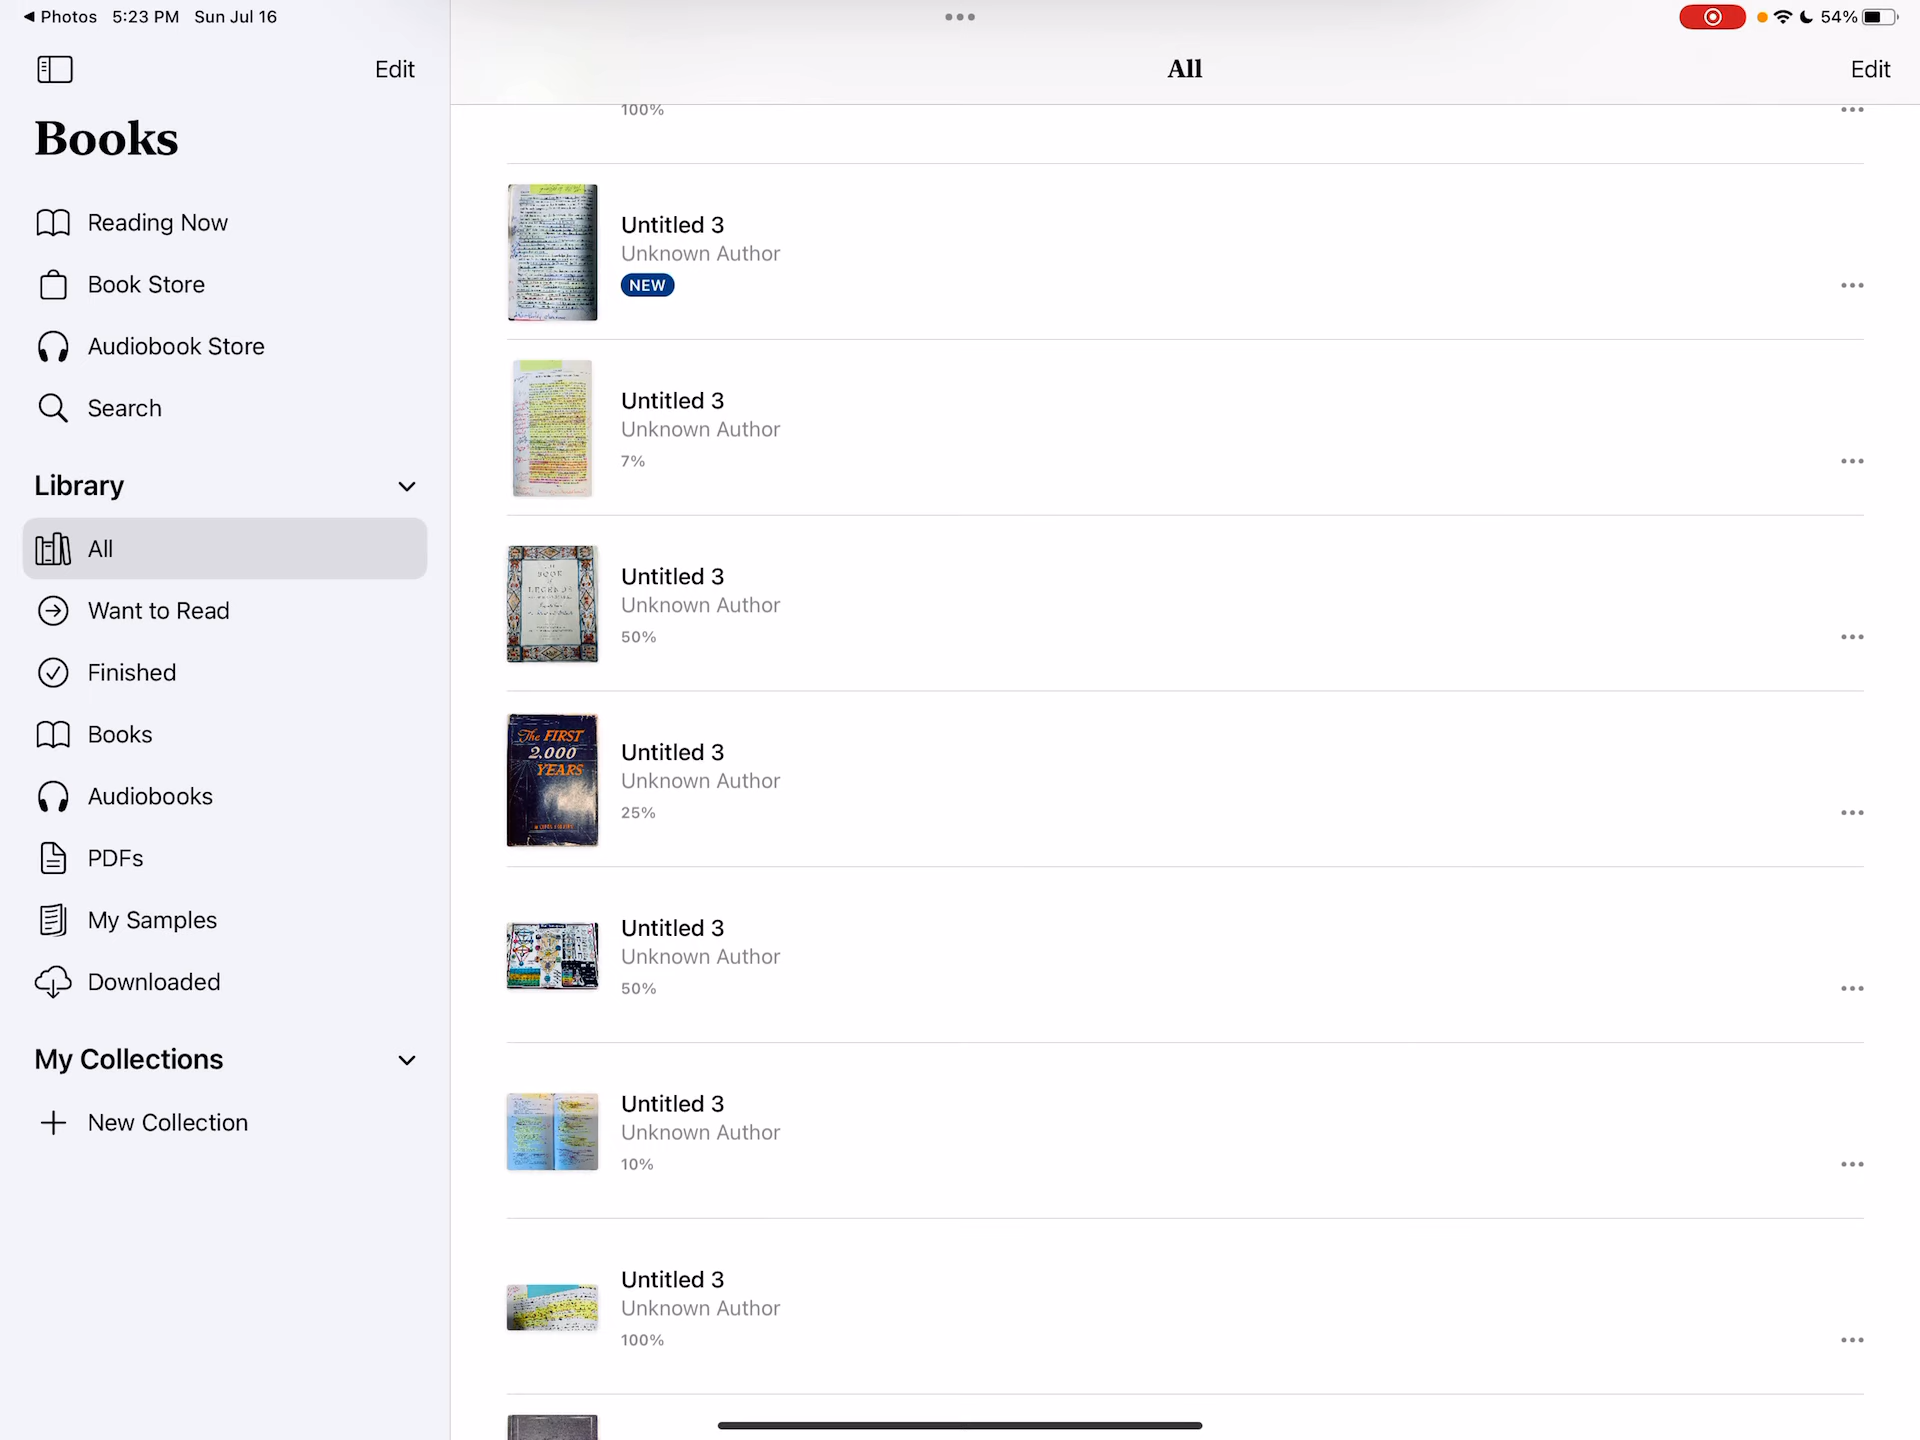 Photos 5:23 PM Sun Jul 16
54%
Edit
All
Edit
Books
Reading Now
Book Store
Audiobook Store
Search
Library
All
Want to Read
Finished
Books
Audiobooks
PDFs
My Samples
Downloaded
My Collections
New Collection
100%
Untitled 3
Unknown Author
NEW
Untitled 3
Unknown Author
7%
THE
BOOK
of
LEGENDS
Untitled 3
Unknown Author
50%
The FIRST
2,000
YEARS
Untitled 3
Unknown Author
25%
Untitled 3
Unknown Author
50%
Untitled 3
Unknown Author
10%
Untitled 3
Unknown Author
100%